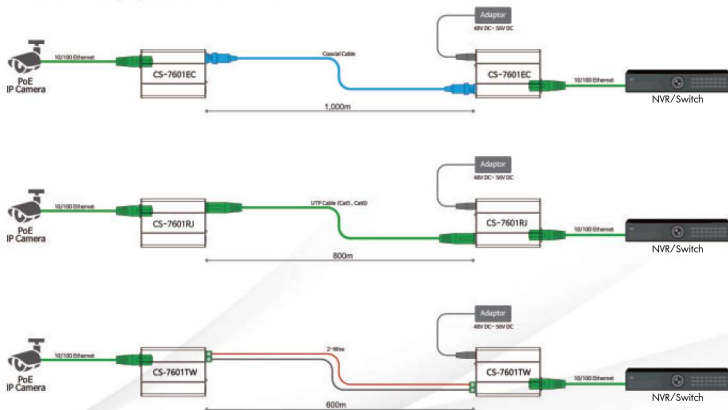 Adaptor
48V DC~ 56V DC
Coaxial Cable
10/100 Ethernet
CS-7601EC
CS-7601EC
10/100 Ethernet
PoE
IP Camera
NVR/Switch
1,000m
Adaptor
48V DC~ 56V DC
UTP Cable (Cat5, Cat6)
10/100 Ethernet
CS-7601RJ
CS-7601RJ
10/100 Ethernet
PoE
IP Camera
NVR/Switch
800m
Adaptor
48V DC~ 56V DC
2-Wire
10/100 Ethernet
CS-7601TW
CS-7601TW
10/100 Ethernet
PoE
IP Camera
NVR/Switch
600m